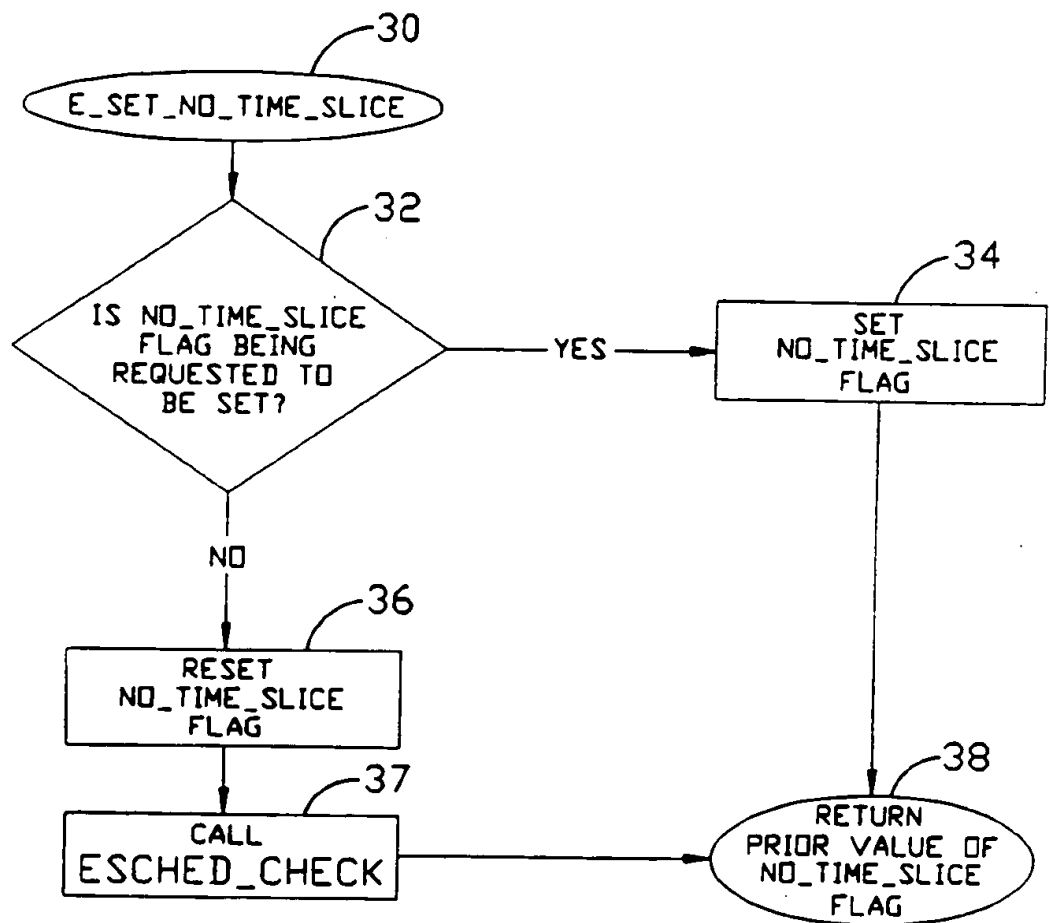 30
E_SET_NO_TIME_SLICE
32
IS NO_TIME_SLICE
FLAG BEING
REQUESTED TO
BE SET?
YES
34
SET
NO_TIME_SLICE
FLAG
NO
36
RESET
NO_TIME_SLICE
FLAG
37
CALL
ESCHED_CHECK
38
RETURN
PRIOR VALUE OF
NO_TIME_SLICE
FLAG